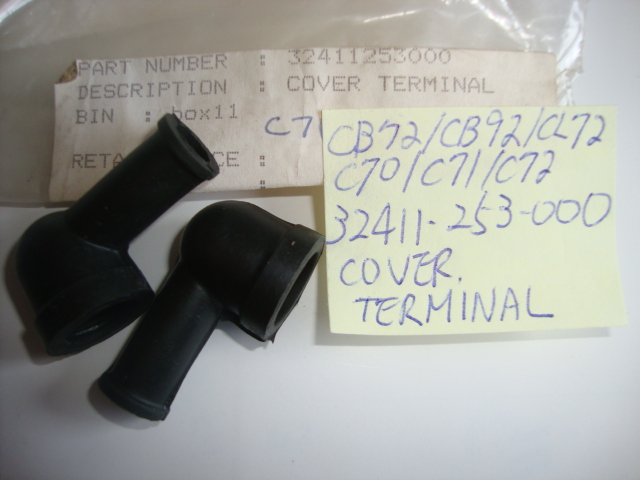 PART NUMBER : 32411253000
DESCRIPTION : COVER TERMINAL
BIN : box11
C71
RETA CE :
CB72/CB92/CL72
C70/C71/C72
32411-253-000
COVER.
TERMINAL